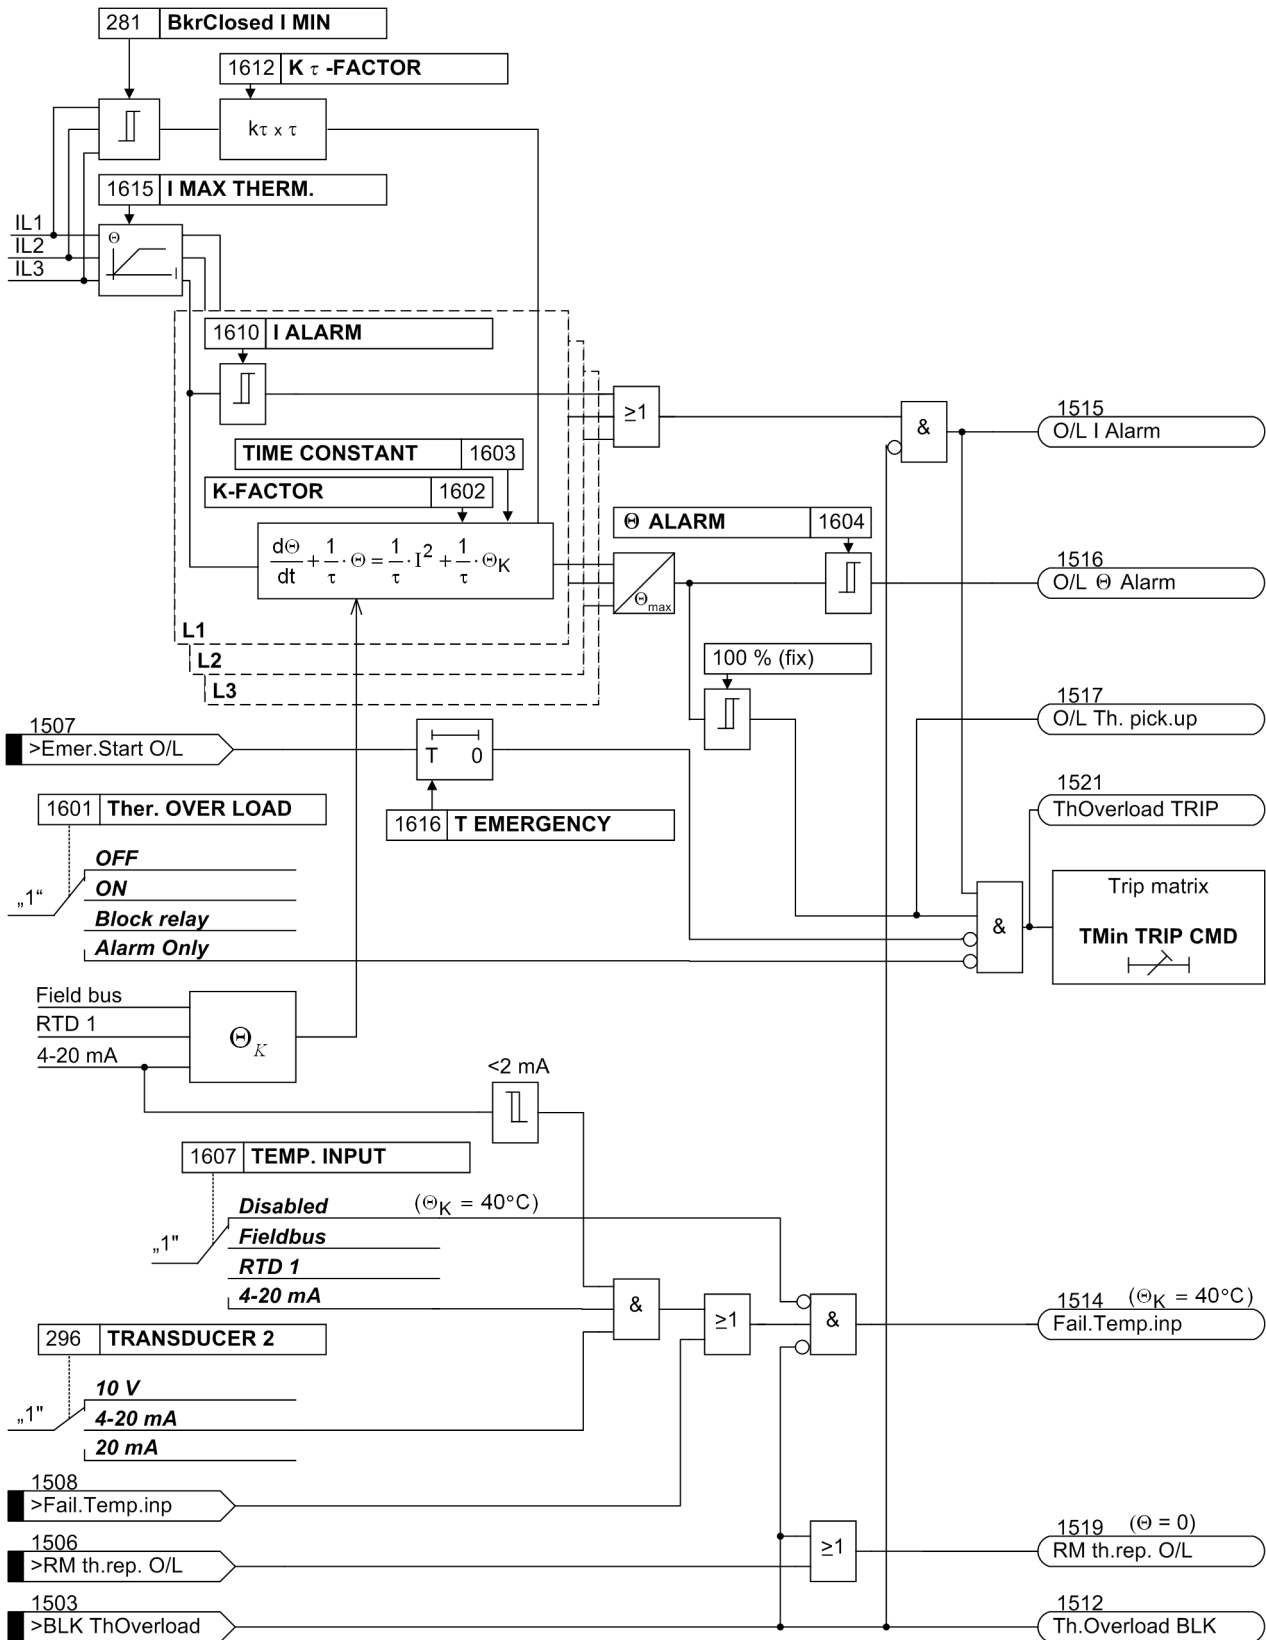 281 BkrClosed I MIN
1612 K τ -FACTOR
kτ x τ
1615 I MAX THERM.
IL1
IL2
IL3
Θ
I
1610 I ALARM
≥1
&
1515
O/L I Alarm
TIME CONSTANT 1603
K-FACTOR 1602
Θ ALARM 1604
dΘ/dt + 1/τ · Θ = 1/τ · I² + 1/τ · ΘK
Θmax
1516
O/L Θ Alarm
L1
L2
L3
100 % (fix)
1517
O/L Th. pick.up
1507
>Emer.Start O/L
T 0
1616 T EMERGENCY
1521
ThOverload TRIP
1601 Ther. OVER LOAD
„1“
OFF
ON
Block relay
Alarm Only
&
Trip matrix
TMin TRIP CMD
Field bus
RTD 1
4-20 mA
ΘK
<2 mA
1607 TEMP. INPUT
„1"
Disabled (ΘK = 40°C)
Fieldbus
RTD 1
4-20 mA
&
≥1
&
1514 (ΘK = 40°C)
Fail.Temp.inp
296 TRANSDUCER 2
„1"
10 V
4-20 mA
20 mA
1508
>Fail.Temp.inp
1506
>RM th.rep. O/L
≥1
1519 (Θ = 0)
RM th.rep. O/L
1503
>BLK ThOverload
1512
Th.Overload BLK